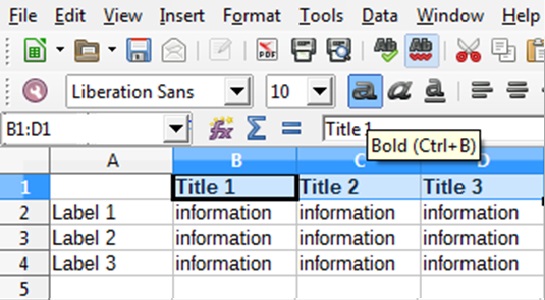 File Edit View Insert Format Tools Data Window Help
PDF
Liberation Sans 10 a a a
B1:D1 fx Σ = Title 1
Bold (Ctrl+B)
A B C D
1 Title 1 Title 2 Title 3
2 Label 1 information information information
3 Label 2 information information information
4 Label 3 information information information
5